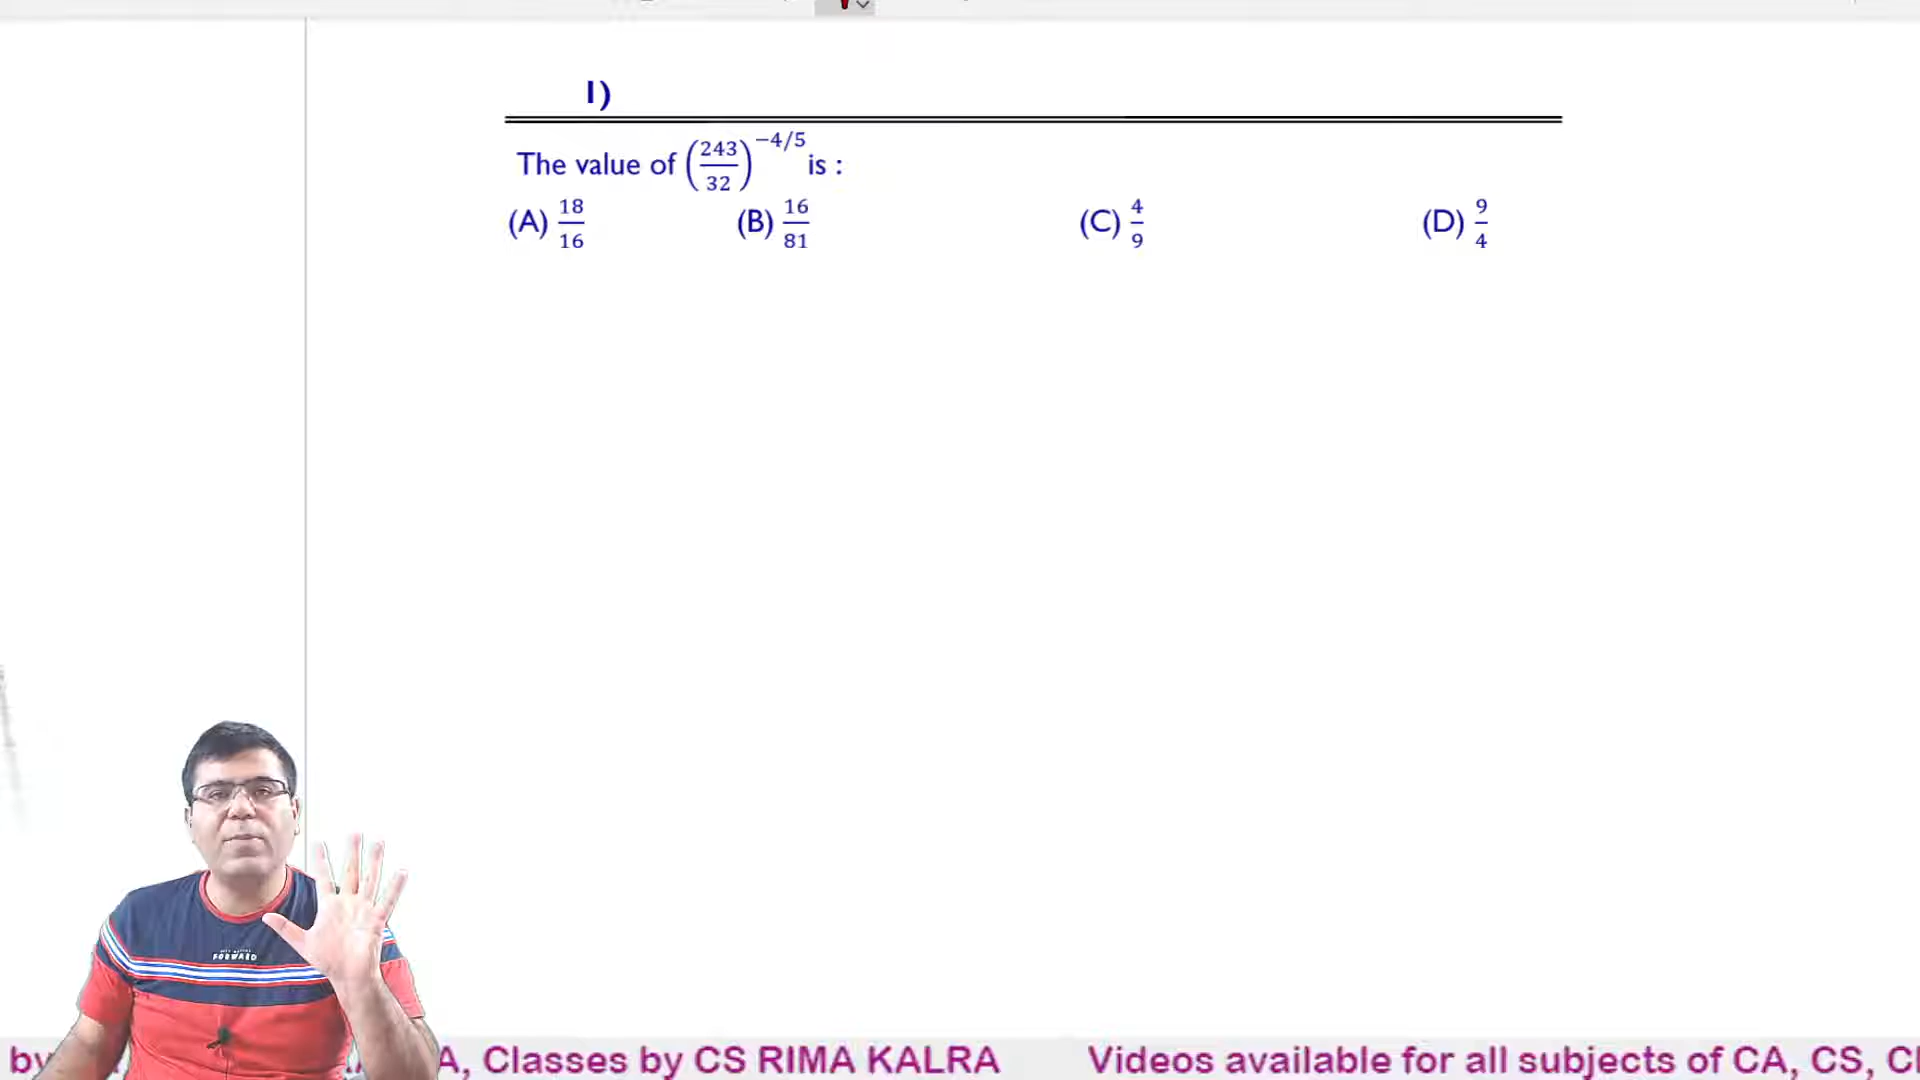 1)
The value of (243/32)^−4/5 is :
(A) 18/16 (B) 16/81 (C) 4/9 (D) 9/4
FORWARD
by A, Classes by CS RIMA KALRA Videos available for all subjects of CA, CS, C